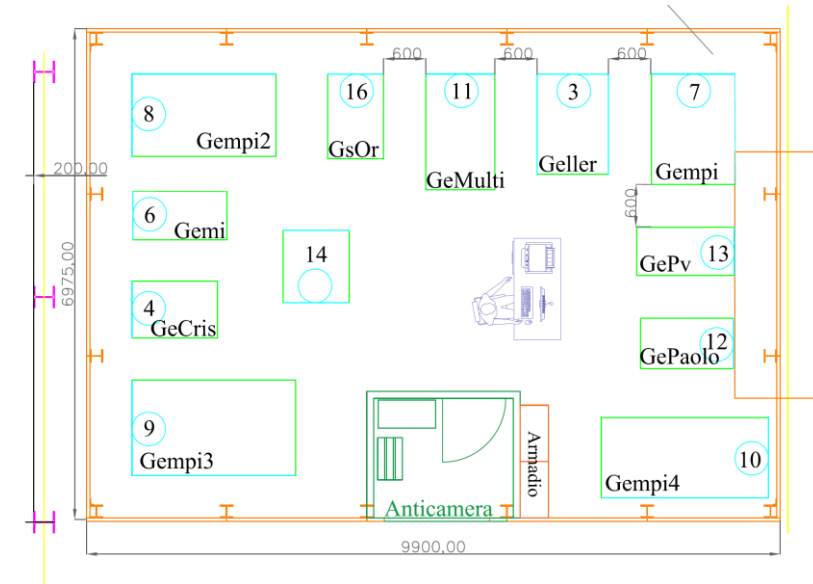 600
600
600
16
11
3
7
8
Gempi2
GsOr
GeMulti
Geller
Gempi
200,00
600
6
Gemi
14
13
GePv
6975,00
4
GeCris
12
GePaolo
9
Gempi3
Armadio
10
Gempi4
Anticamera
9900,00